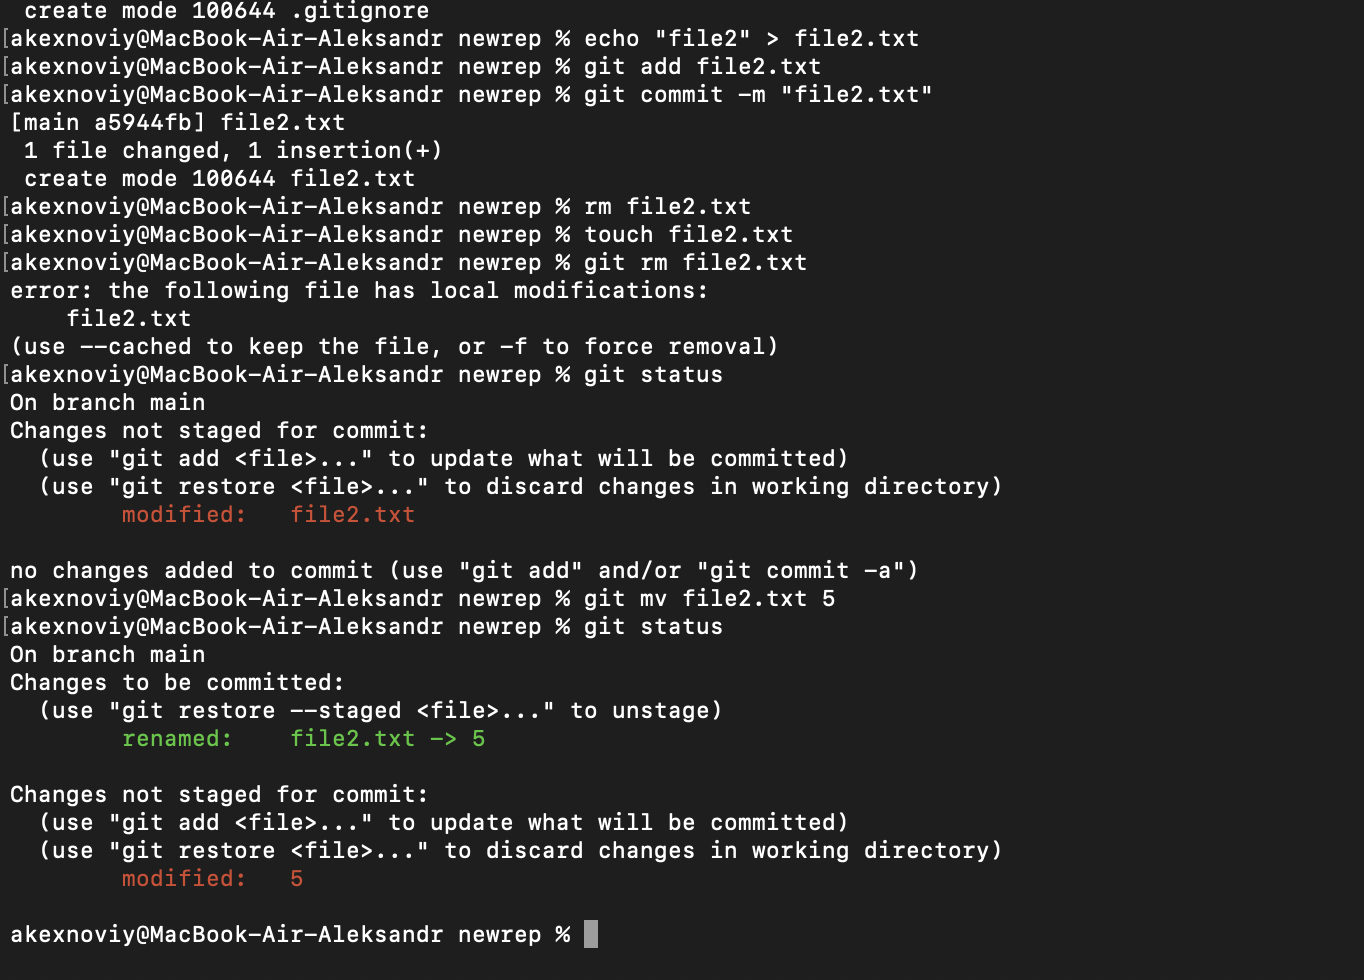 create mode 100644 .gitignore
[akexnoviy@MacBook-Air-Aleksandr newrep % echo "file2" > file2.txt
[akexnoviy@MacBook-Air-Aleksandr newrep % git add file2.txt
[akexnoviy@MacBook-Air-Aleksandr newrep % git commit -m "file2.txt"
[main a5944fb] file2.txt
 1 file changed, 1 insertion(+)
 create mode 100644 file2.txt
[akexnoviy@MacBook-Air-Aleksandr newrep % rm file2.txt
[akexnoviy@MacBook-Air-Aleksandr newrep % touch file2.txt
[akexnoviy@MacBook-Air-Aleksandr newrep % git rm file2.txt
error: the following file has local modifications:
    file2.txt
(use --cached to keep the file, or -f to force removal)
[akexnoviy@MacBook-Air-Aleksandr newrep % git status
On branch main
Changes not staged for commit:
  (use "git add <file>..." to update what will be committed)
  (use "git restore <file>..." to discard changes in working directory)
        modified:   file2.txt

no changes added to commit (use "git add" and/or "git commit -a")
[akexnoviy@MacBook-Air-Aleksandr newrep % git mv file2.txt 5
[akexnoviy@MacBook-Air-Aleksandr newrep % git status
On branch main
Changes to be committed:
  (use "git restore --staged <file>..." to unstage)
        renamed:    file2.txt -> 5

Changes not staged for commit:
  (use "git add <file>..." to update what will be committed)
  (use "git restore <file>..." to discard changes in working directory)
        modified:   5

akexnoviy@MacBook-Air-Aleksandr newrep %